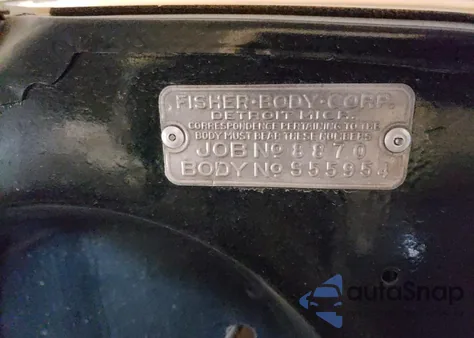 FISHER·BODY·CORP.
DETROIT MICH.
CORRESPONDENCE PERTAINING TO THE
BODY MUST BEAR THESE NUMBERS
JOB NO 8870
BODY NO
autoSnap